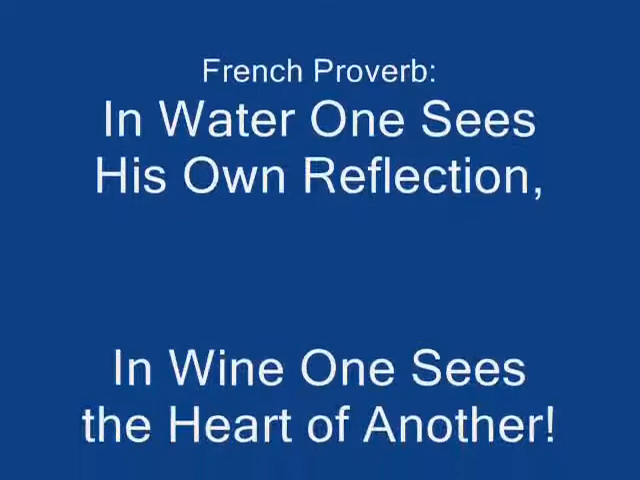 French Proverb:
In Water One Sees
His Own Reflection,
In Wine One Sees
the Heart of Another!